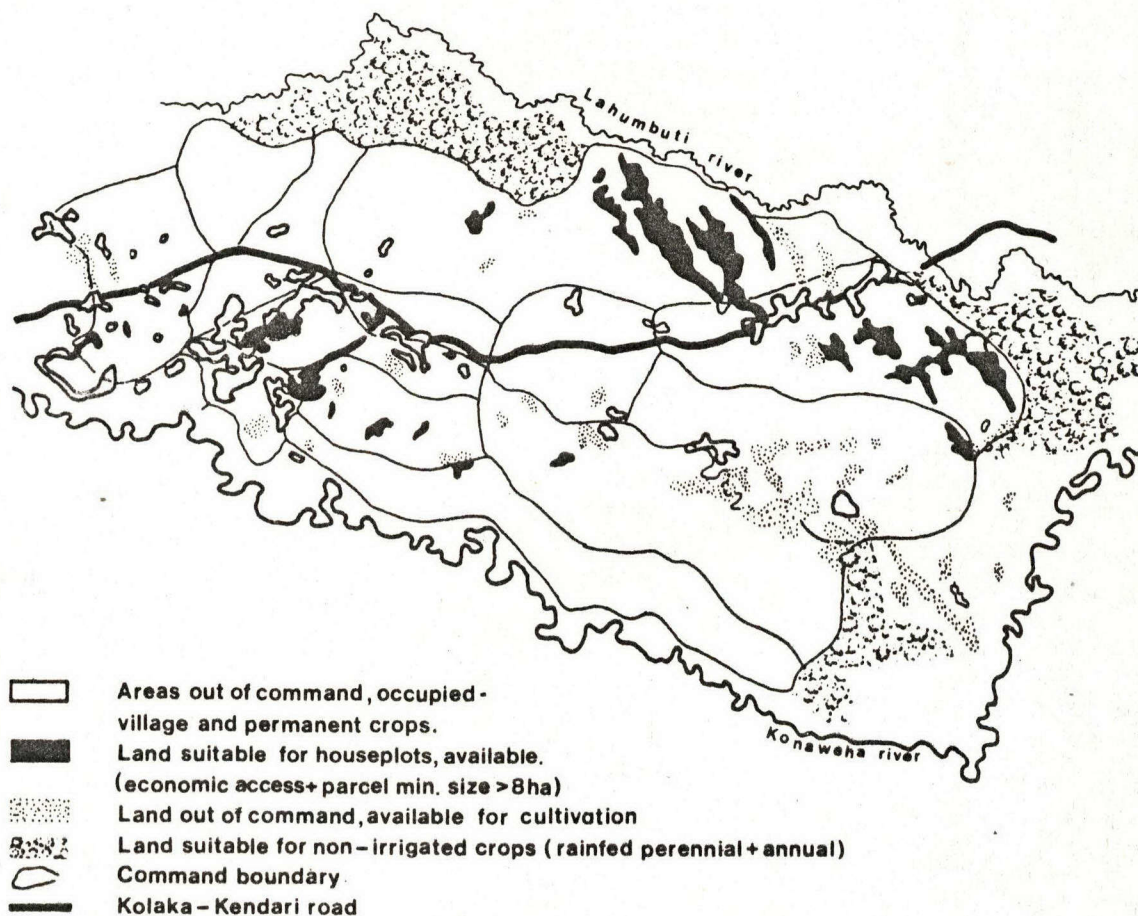 Lahumbuti river
Konaweha river
Areas out of command, occupied-
village and permanent crops.
Land suitable for houseplots, available.
(economic access+ parcel min. size >8ha)
Land out of command, available for cultivation
Land suitable for non-irrigated crops (rainfed perennial + annual)
Command boundary
Kolaka-Kendari road